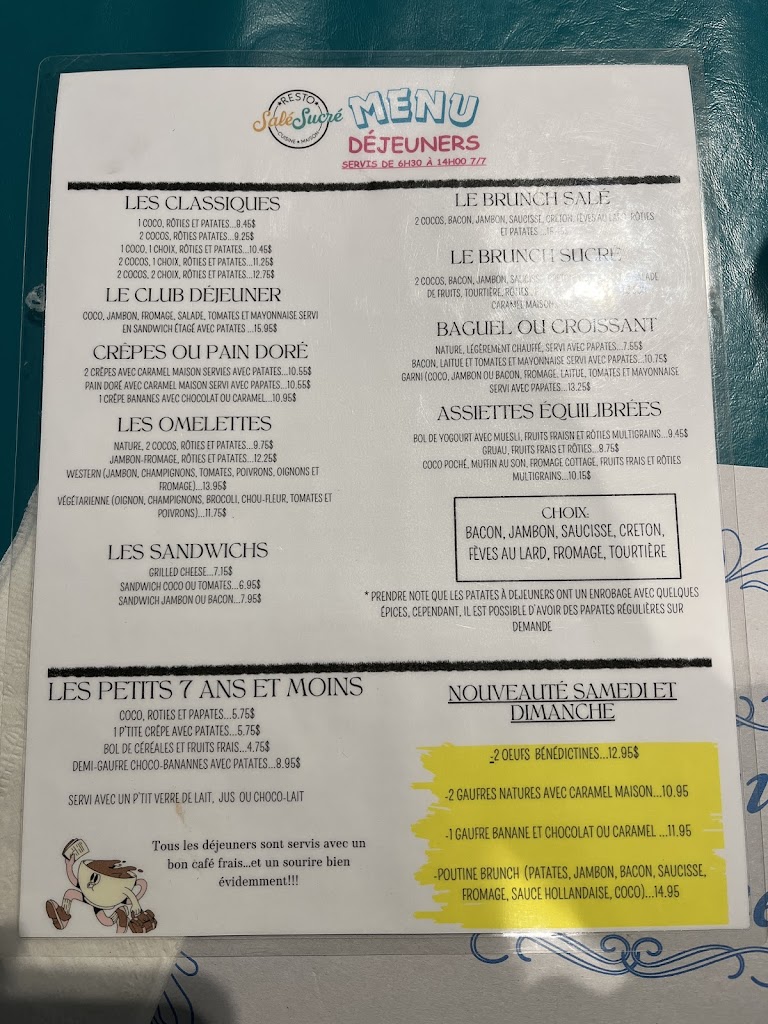 RESTO
Salé Sucré
CUISINE MAISON
MENU
DÉJEUNERS
SERVIS DE 6H30 À 14H00 7/7
LES CLASSIQUES
1 COCO, RÔTIES ET PATATES...8.45$
2 COCOS, RÔTIES PATATES...9.25$
1 COCO, 1 CHOIX, RÔTIES ET PATATES...10.45$
2 COCOS, 1 CHOIX, RÔTIES ET PATATES...11.25$
2 COCOS, 2 CHOIX, RÔTIES ET PATATES...12.75$
LE CLUB DÉJEUNER
COCO, JAMBON, FROMAGE, SALADE, TOMATES ET MAYONNAISE SERVI
EN SANDWICH ÉTAGÉ AVEC PATATES...15.95$
CRÊPES OU PAIN DORÉ
2 CRÊPES AVEC CARAMEL MAISON SERVIES AVEC PATATES...10.55$
PAIN DORÉ AVEC CARAMEL MAISON SERVI AVEC PAPATES...10.55$
1 CRÊPE BANANES AVEC CHOCOLAT OU CARAMEL...10.95$
LES OMELETTES
NATURE, 2 COCOS, RÔTIES ET PATATES...9.75$
JAMBON-FROMAGE, RÔTIES ET PATATES...12.25$
WESTERN (JAMBON, CHAMPIGNONS, TOMATES, POIVRONS, OIGNONS ET
FROMAGE)...13.95$
VÉGÉTARIENNE (OIGNON, CHAMPIGNONS, BROCOLI, CHOU-FLEUR, TOMATES ET
POIVRONS)...11.75$
LES SANDWICHS
GRILLED CHEESE...7.15$
SANDWICH COCO OU TOMATES...6.95$
SANDWICH JAMBON OU BACON...7.95$
LE BRUNCH SALÉ
2 COCOS, BACON, JAMBON, SAUCISSE, CRETON, FÈVES AU LARD, RÔTIES
ET PATATES...
LE BRUNCH SUCRÉ
2 COCOS, BACON, JAMBON, SALADE
DE FRUITS, TOURTIÈRE, RÔTIES
CARAMEL MAISON
BAGUEL OU CROISSANT
NATURE, LÉGÈREMENT CHAUFFÉ, SERVI AVEC PAPATES...7.55$
BACON, LAITUE ET TOMATES ET MAYONNAISE SERVI AVEC PAPATES...10.75$
GARNI (COCO, JAMBON OU BACON, FROMAGE, LAITUE, TOMATES ET MAYONNAISE
SERVI AVEC PAPATES...13.25$
ASSIETTES ÉQUILIBRÉES
BOL DE YOGOURT AVEC MUESLI, FRUITS FRAISN ET RÔTIES MULTIGRAINS...9.45$
GRUAU, FRUITS FRAIS ET RÔTIES...8.75$
COCO POCHÉ, MUFFIN AU SON, FROMAGE COTTAGE, FRUITS FRAIS ET RÔTIES
MULTIGRAINS...10.15$
CHOIX:
BACON, JAMBON, SAUCISSE, CRETON,
FÈVES AU LARD, FROMAGE, TOURTIÈRE
* PRENDRE NOTE QUE LES PATATES À DEJEUNERS ONT UN ENROBAGE AVEC QUELQUES
ÉPICES, CEPENDANT, IL EST POSSIBLE D'AVOIR DES PAPATES RÉGULIÈRES SUR
DEMANDE
LES PETITS 7 ANS ET MOINS
COCO, ROTIES ET PAPATES...5.75$
1 P'TITE CRÊPE AVEC PATATES...5.75$
BOL DE CÉRÉALES ET FRUITS FRAIS...4.75$
DEMI-GAUFRE CHOCO-BANANNES AVEC PATATES...8.95$
SERVI AVEC UN P'TIT VERRE DE LAIT, JUS OU CHOCO-LAIT
Tous les déjeuners sont servis avec un
bon café frais...et un sourire bien
évidemment!!!
NOUVEAUTÉ SAMEDI ET
DIMANCHE
-2 OEUFS BÉNÉDICTINES...12.95$
-2 GAUFRES NATURES AVEC CARAMEL MAISON...10.95
-1 GAUFRE BANANE ET CHOCOLAT OU CARAMEL ...11.95
-POUTINE BRUNCH (PATATES, JAMBON, BACON, SAUCISSE,
FROMAGE, SAUCE HOLLANDAISE, COCO)...14.95